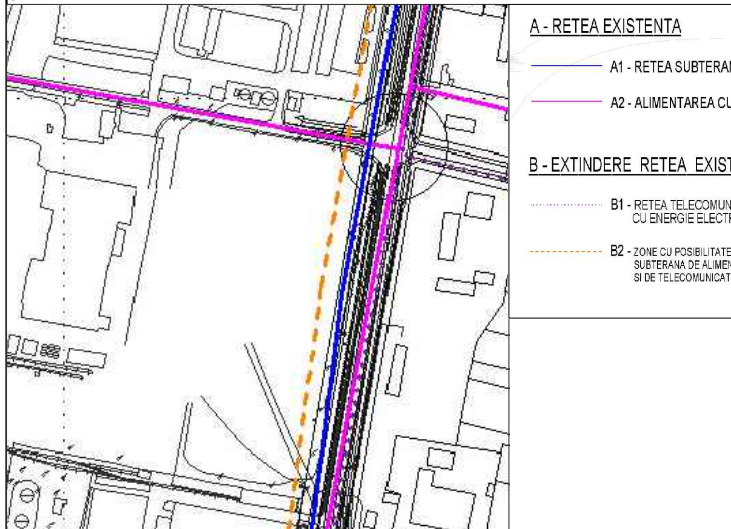 A - RETEA EXISTENTA
A1 - RETEA SUBTERAN
A2 - ALIMENTAREA CU
B - EXTINDERE RETEA EXIST
B1 - RETEA TELECOMUN
CU ENERGIE ELECTR
B2 - ZONE CU POSIBILITATE
SUBTERANA DE ALIMEN
SI DE TELECOMUNICAT